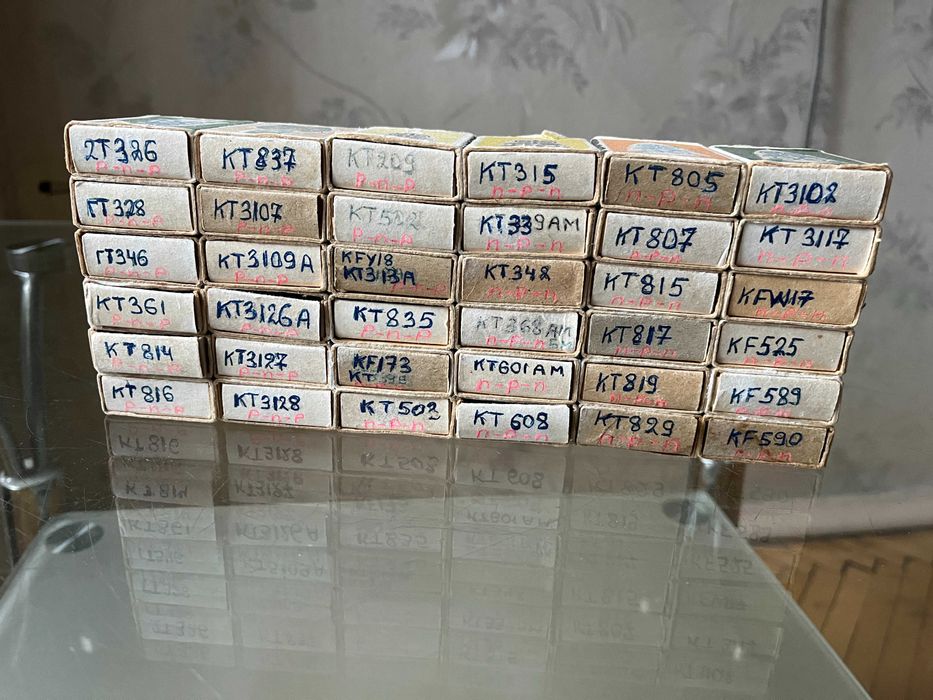 2Т326
p-n-p
КТ837
p-n-p
КТ209
p-n-p
КТ315
n-p-n
КТ805
n-p-n
КТ3102
n-p-n
ГТ328
p-n-p
КТ3107
p-n-p
КТ502
p-n-p
КТ339АМ
n-p-n
КТ807
n-p-n
КТ3117
n-p-n
ГТ346
p-n-p
КТ3109А
p-n-p
KFY18
p-n-p
КТ342
n-p-n
КТ815
n-p-n
KFW17
n-p-n
КТ361
p-n-p
КТ3126А
p-n-p
КТ835
p-n-p
КТ368АМ
n-p-n
КТ817
n-p-n
KF525
n-p-n
КТ814
p-n-p
КТ3127
p-n-p
KF173
КТ601АМ
n-p-n
КТ819
n-p-n
KF589
n-p-n
КТ816
p-n-p
КТ3128
p-n-p
КТ503
n-p-n
КТ608
n-p-n
КТ829
n-p-n
KF590
n-p-n